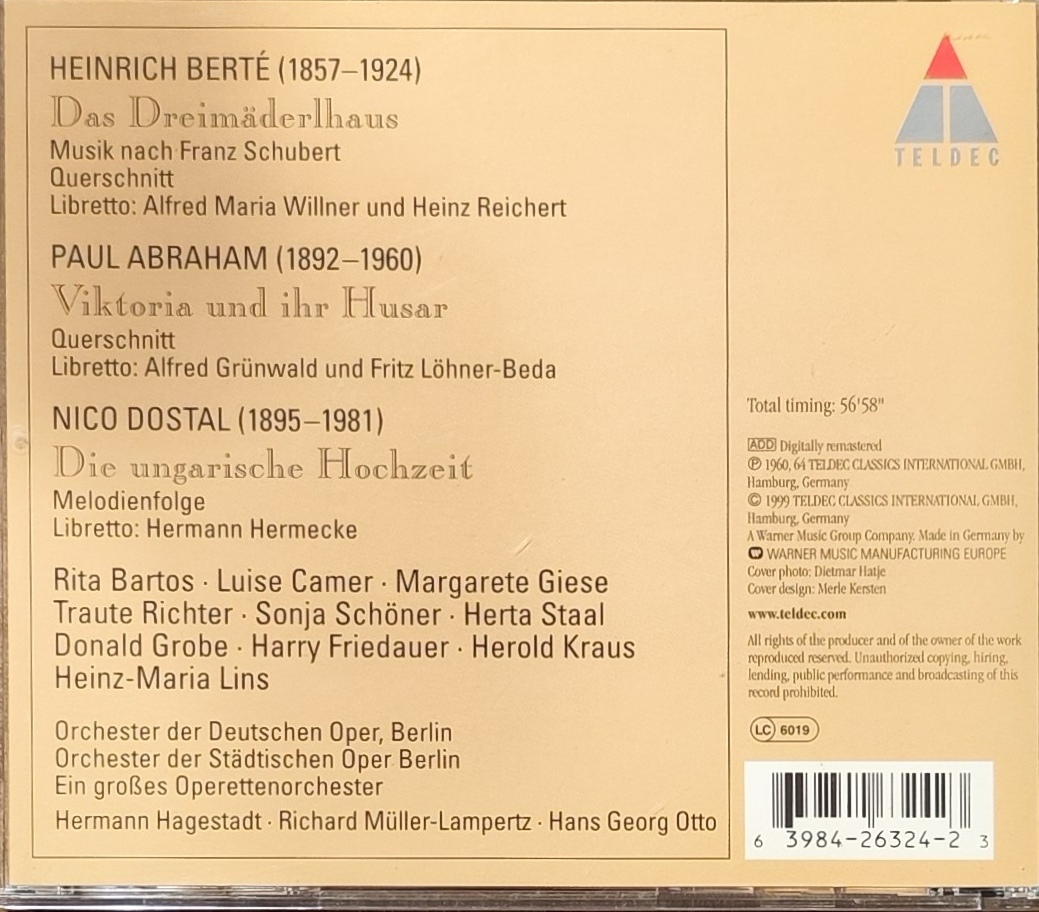 HEINRICH BERTÉ (1857–1924)
Das Dreimäderlhaus
Musik nach Franz Schubert
Querschnitt
Libretto: Alfred Maria Willner und Heinz Reichert
PAUL ABRAHAM (1892–1960)
Viktoria und ihr Husar
Querschnitt
Libretto: Alfred Grünwald und Fritz Löhner-Beda
NICO DOSTAL (1895–1981)
Die ungarische Hochzeit
Melodienfolge
Libretto: Hermann Hermecke
Rita Bartos · Luise Camer · Margarete Giese
Traute Richter · Sonja Schöner · Herta Staal
Donald Grobe · Harry Friedauer · Herold Kraus
Heinz-Maria Lins
Orchester der Deutschen Oper, Berlin
Orchester der Städtischen Oper Berlin
Ein großes Operettenorchester
Hermann Hagestadt · Richard Müller-Lampertz · Hans Georg Otto
TELDEC
Total timing: 56'58"
ADD Digitally remastered
℗ 1960, 64 TELDEC CLASSICS INTERNATIONAL GMBH,
Hamburg, Germany
© 1999 TELDEC CLASSICS INTERNATIONAL GMBH,
Hamburg, Germany
A Warner Music Group Company. Made in Germany by
WARNER MUSIC MANUFACTURING EUROPE
Cover photo: Dietmar Hatje
Cover design: Merle Kersten
www.teldec.com
All rights of the producer and of the owner of the work
reproduced reserved. Unauthorized copying, hiring,
lending, public performance and broadcasting of this
record prohibited.
LC 6019
6 3984-26324-2 3